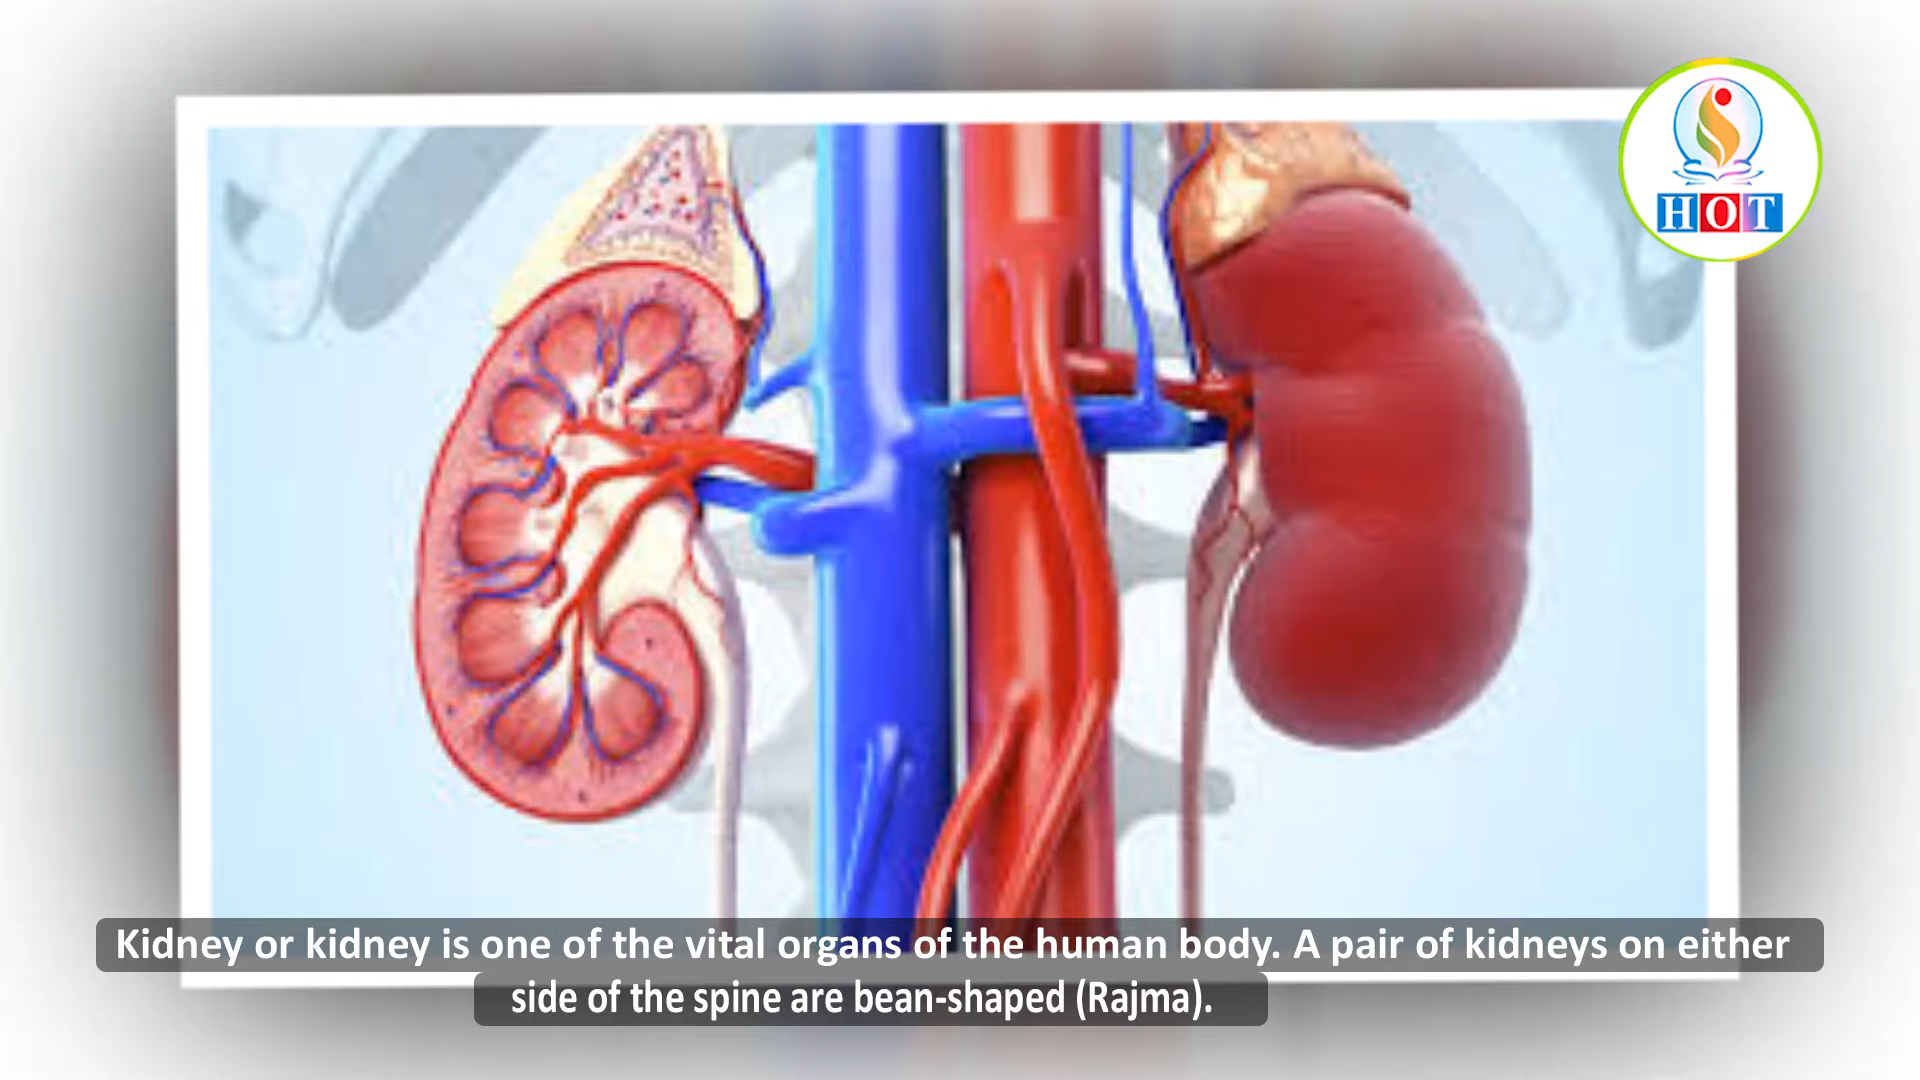 HOT
Kidney or kidney is one of the vital organs of the human body. A pair of kidneys on either
side of the spine are bean-shaped (Rajma).